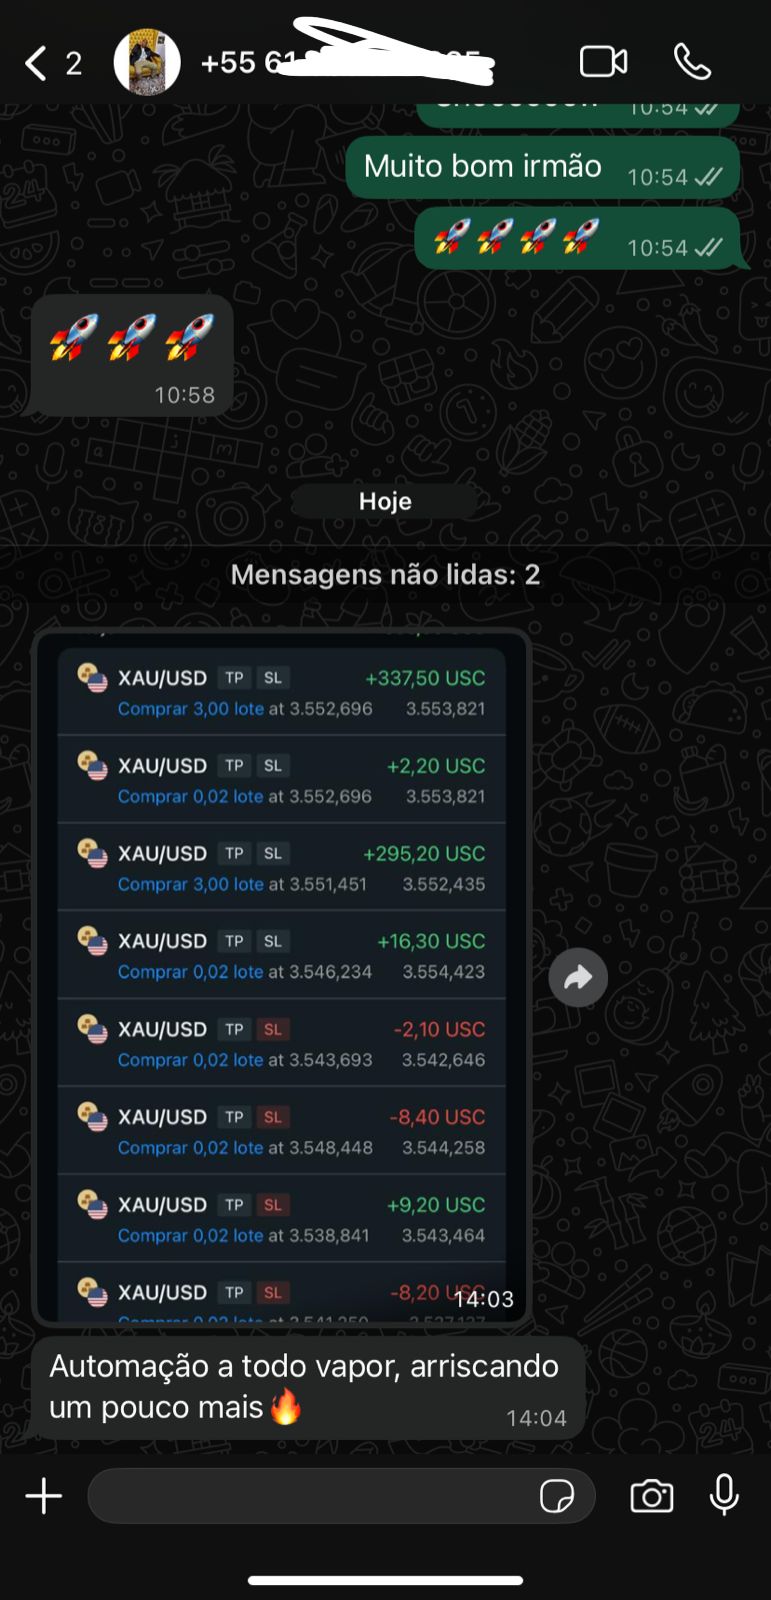 2
+55 61
10:54
Muito bom irmão 10:54
🚀🚀🚀🚀 10:54
🚀🚀🚀
10:58
Hoje
Mensagens não lidas: 2
XAU/USD TP SL +337,50 USC
Comprar 3,00 lote at 3.552,696 3.553,821
XAU/USD TP SL +2,20 USC
Comprar 0,02 lote at 3.552,696 3.553,821
XAU/USD TP SL +295,20 USC
Comprar 3,00 lote at 3.551,451 3.552,435
XAU/USD TP SL +16,30 USC
Comprar 0,02 lote at 3.546,234 3.554,423
XAU/USD TP SL -2,10 USC
Comprar 0,02 lote at 3.543,693 3.542,646
XAU/USD TP SL -8,40 USC
Comprar 0,02 lote at 3.548,448 3.544,258
XAU/USD TP SL +9,20 USC
Comprar 0,02 lote at 3.538,841 3.543,464
XAU/USD TP SL -8,20 USC
14:03
Comprar 0,02 lote at
Automação a todo vapor, arriscando
um pouco mais🔥 14:04